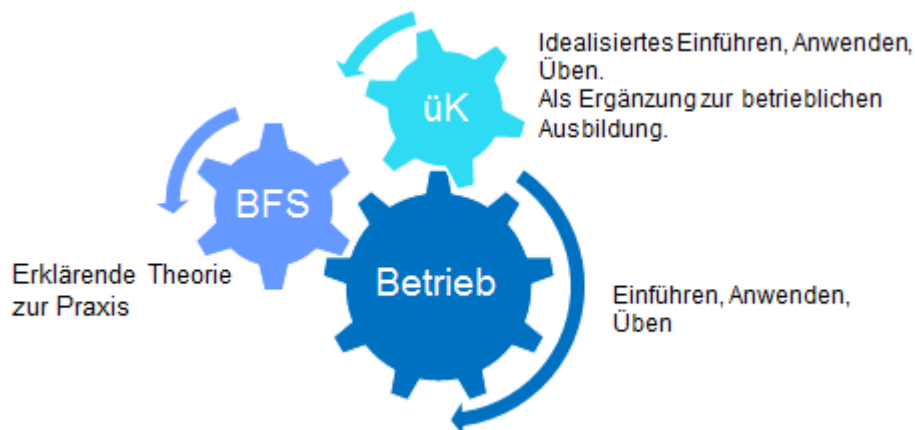 Idealisiertes Einführen, Anwenden,
Üben.
Als Ergänzung zur betrieblichen
Ausbildung.
üK
BFS
Erklärende Theorie
zur Praxis
Betrieb
Einführen, Anwenden,
Üben